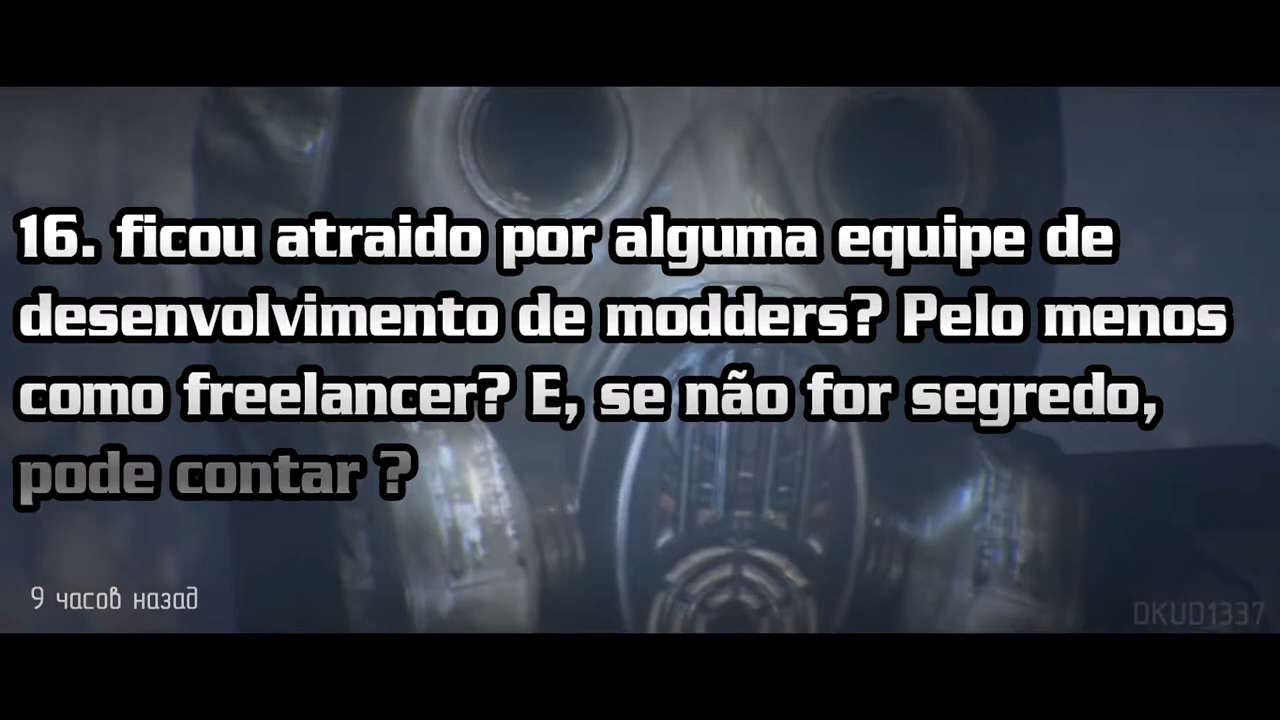 16. ficou atraido por alguma equipe de
desenvolvimento de modders? Pelo menos
como freelancer? E, se não for segredo,
pode contar ?
9 часов назад
DKUD1337